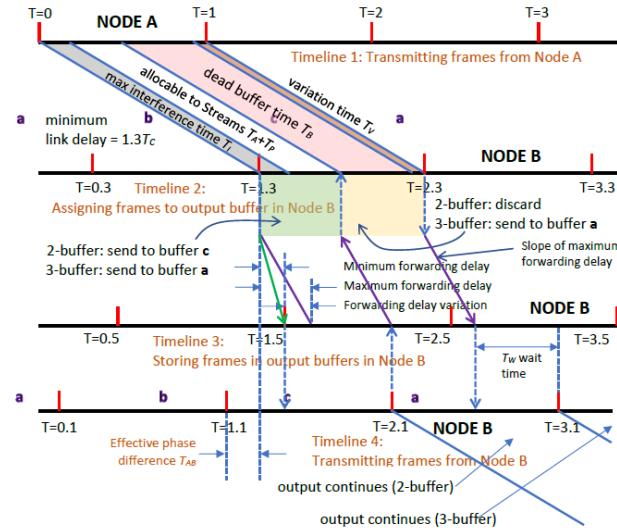 T=0
NODE A
T=1
T=2
T=3
Timeline 1: Transmitting frames from Node A
max interference time TI
allocable to Streams TA+TP
dead buffer time TB
variation time TV
a
b
c
a
minimum
link delay = 1.3TC
NODE B
T=0.3
T=1.3
T=2.3
T=3.3
Timeline 2:
Assigning frames to output buffer in Node B
2-buffer: discard
3-buffer: send to buffer a
2-buffer: send to buffer c
3-buffer: send to buffer a
Slope of maximum
forwarding delay
Minimum forwarding delay
Maximum forwarding delay
Forwarding delay variation
NODE B
T=0.5
T=1.5
T=2.5
T=3.5
Timeline 3:
Storing frames in output buffers in Node B
TW wait
time
a
b
c
a
NODE B
T=0.1
T=1.1
T=2.1
T=3.1
Effective phase
difference TAB
Timeline 4:
Transmitting frames from Node B
output continues (2-buffer)
output continues (3-buffer)